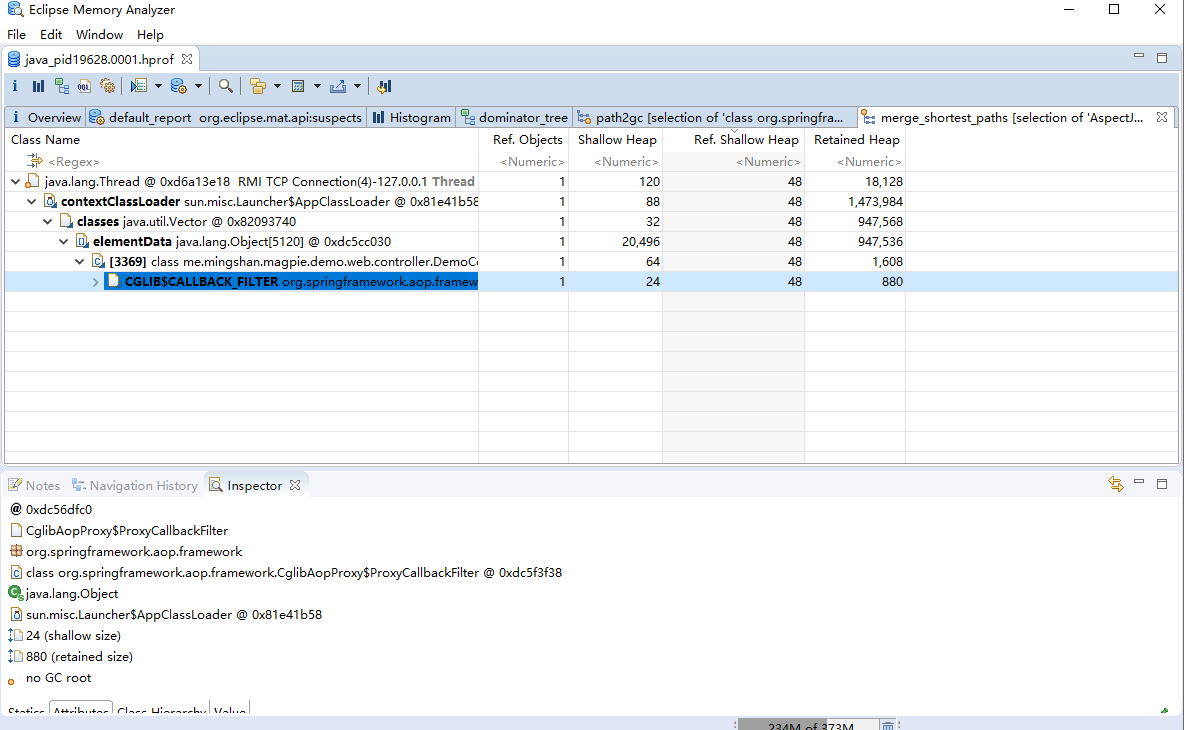 Eclipse Memory Analyzer
File Edit Window Help
java_pid19628.0001.hprof
i Overview default_report org.eclipse.mat.api:suspects Histogram dominator_tree path2gc [selection of 'class org.springfra... merge_shortest_paths [selection of 'AspectJ...
Class Name Ref. Objects Shallow Heap Ref. Shallow Heap Retained Heap
<Regex> <Numeric> <Numeric> <Numeric> <Numeric>
java.lang.Thread @ 0xd6a13e18 RMI TCP Connection(4)-127.0.0.1 Thread 1 120 48 18,128
contextClassLoader sun.misc.Launcher$AppClassLoader @ 0x81e41b58 1 88 48 1,473,984
classes java.util.Vector @ 0x82093740 1 32 48 947,568
elementData java.lang.Object[5120] @ 0xdc5cc030 1 20,496 48 947,536
[3369] class me.mingshan.magpie.demo.web.controller.DemoCo 1 64 48 1,608
CGLIB$CALLBACK_FILTER org.springframework.aop.framew 1 24 48 880
Notes Navigation History Inspector
@ 0xdc56dfc0
CglibAopProxy$ProxyCallbackFilter
org.springframework.aop.framework
class org.springframework.aop.framework.CglibAopProxy$ProxyCallbackFilter @ 0xdc5f3f38
java.lang.Object
sun.misc.Launcher$AppClassLoader @ 0x81e41b58
24 (shallow size)
880 (retained size)
no GC root
Statics Attributes Class Hierarchy Value
234M of 373M